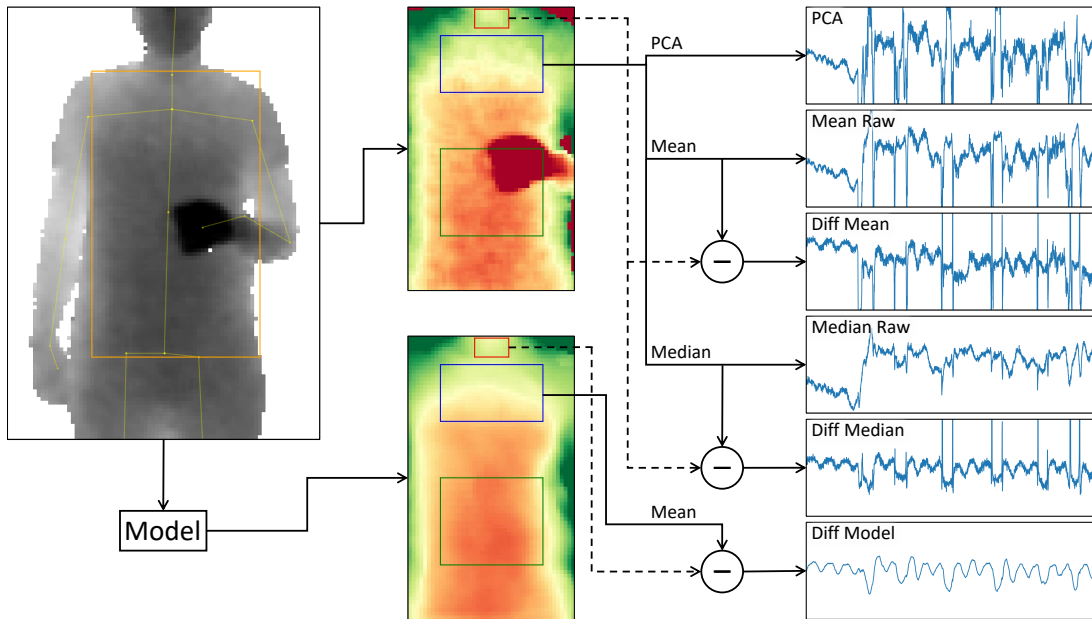 PCA
PCA
Mean
Mean Raw
Diff Mean
Median
Median Raw
Diff Median
Model
Mean
Diff Model